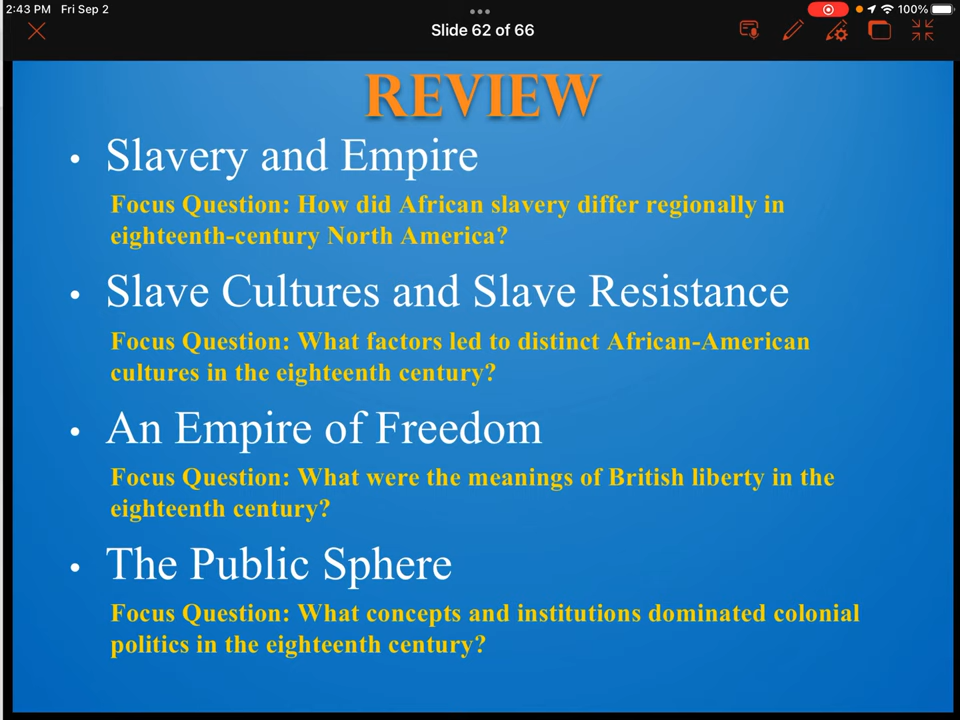 2:43 PM Fri Sep 2
100%
Slide 62 of 66
REVIEW
• Slavery and Empire
Focus Question: How did African slavery differ regionally in
eighteenth-century North America?
• Slave Cultures and Slave Resistance
Focus Question: What factors led to distinct African-American
cultures in the eighteenth century?
• An Empire of Freedom
Focus Question: What were the meanings of British liberty in the
eighteenth century?
• The Public Sphere
Focus Question: What concepts and institutions dominated colonial
politics in the eighteenth century?